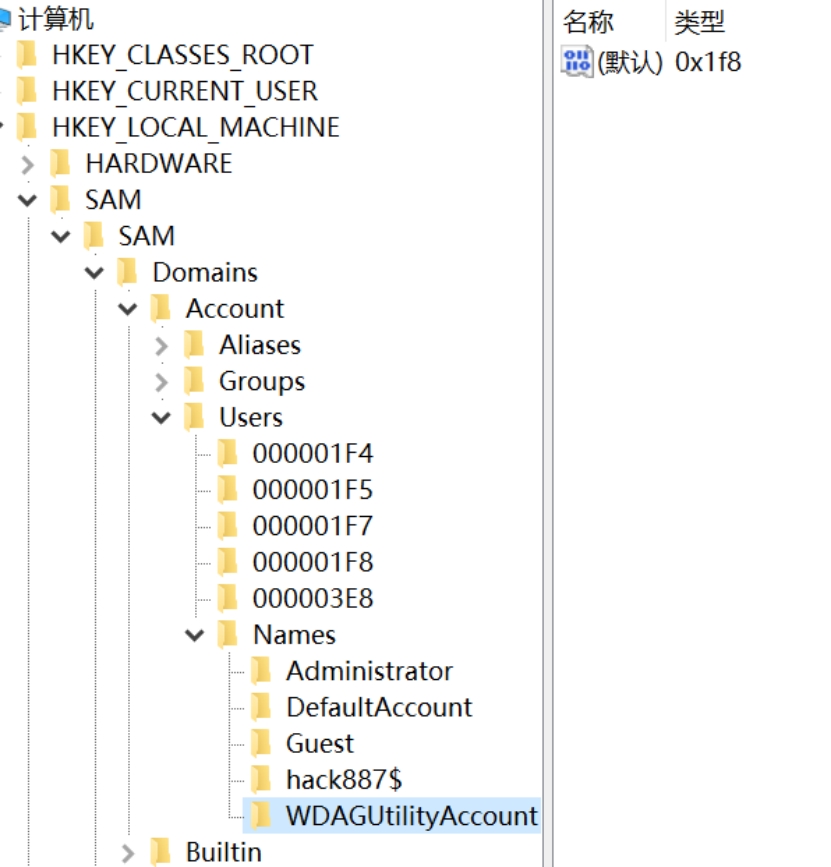 计算机
HKEY_CLASSES_ROOT
HKEY_CURRENT_USER
HKEY_LOCAL_MACHINE
HARDWARE
SAM
SAM
Domains
Account
Aliases
Groups
Users
000001F4
000001F5
000001F7
000001F8
000003E8
Names
Administrator
DefaultAccount
Guest
hack887$
WDAGUtilityAccount
Builtin
名称 类型
(默认) 0x1f8